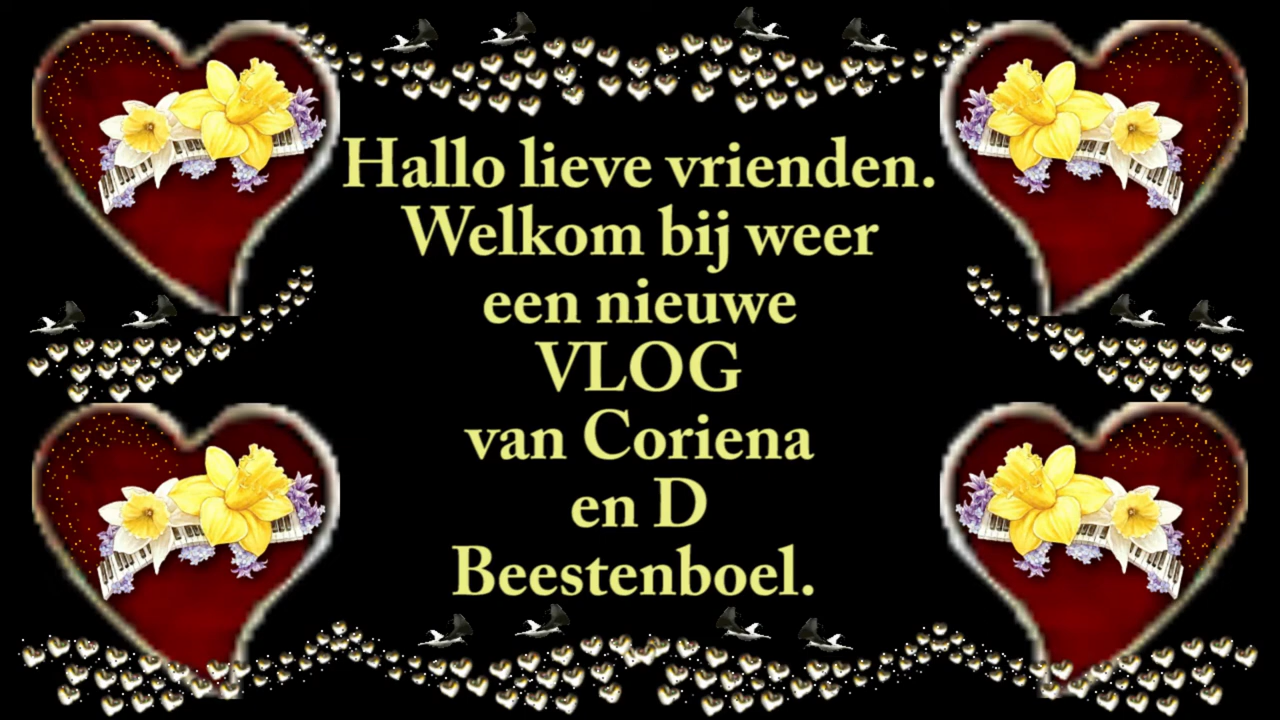 Hallo lieve vrienden.
Welkom bij weer
een nieuwe
VLOG
van Coriena
en D
Beestenboel.